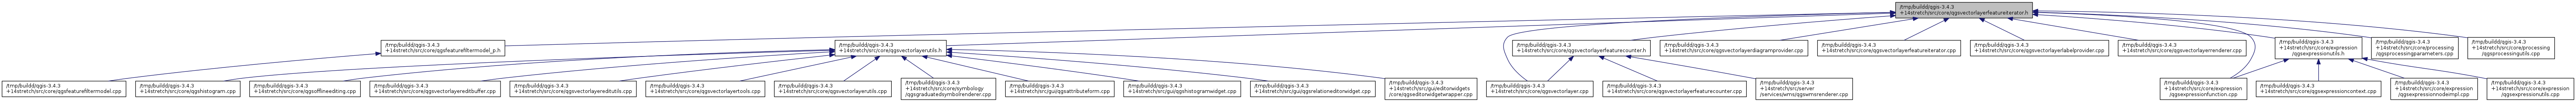 /tmp/buildd/qgis-3.4.3
+14stretch/src/core/qgsvectorlayerfeatureiterator.h
/tmp/buildd/qgis-3.4.3
+14stretch/src/core/qgsfeaturefiltermodel_p.h
/tmp/buildd/qgis-3.4.3
+14stretch/src/core/qgsvectorlayerutils.h
/tmp/buildd/qgis-3.4.3
+14stretch/src/core/qgsvectorlayerfeaturecounter.h
/tmp/buildd/qgis-3.4.3
+14stretch/src/core/qgsvectorlayerdiagramprovider.cpp
/tmp/buildd/qgis-3.4.3
+14stretch/src/core/qgsvectorlayerfeatureiterator.cpp
/tmp/buildd/qgis-3.4.3
+14stretch/src/core/qgsvectorlayerlabelprovider.cpp
/tmp/buildd/qgis-3.4.3
+14stretch/src/core/qgsvectorlayerrenderer.cpp
/tmp/buildd/qgis-3.4.3
+14stretch/src/core/expression
/qgsexpressionutils.h
/tmp/buildd/qgis-3.4.3
+14stretch/src/core/processing
/qgsprocessingparameters.cpp
/tmp/buildd/qgis-3.4.3
+14stretch/src/core/processing
/qgsprocessingutils.cpp
/tmp/buildd/qgis-3.4.3
+14stretch/src/core/qgsfeaturefiltermodel.cpp
/tmp/buildd/qgis-3.4.3
+14stretch/src/core/qgshistogram.cpp
/tmp/buildd/qgis-3.4.3
+14stretch/src/core/qgsofflineediting.cpp
/tmp/buildd/qgis-3.4.3
+14stretch/src/core/qgsvectorlayereditbuffer.cpp
/tmp/buildd/qgis-3.4.3
+14stretch/src/core/qgsvectorlayereditutils.cpp
/tmp/buildd/qgis-3.4.3
+14stretch/src/core/qgsvectorlayertools.cpp
/tmp/buildd/qgis-3.4.3
+14stretch/src/core/qgsvectorlayerutils.cpp
/tmp/buildd/qgis-3.4.3
+14stretch/src/core/symbology
/qgsgraduatedsymbolrenderer.cpp
/tmp/buildd/qgis-3.4.3
+14stretch/src/gui/qgsattributeform.cpp
/tmp/buildd/qgis-3.4.3
+14stretch/src/gui/qgshistogramwidget.cpp
/tmp/buildd/qgis-3.4.3
+14stretch/src/gui/qgsrelationeditorwidget.cpp
/tmp/buildd/qgis-3.4.3
+14stretch/src/gui/editorwidgets
/core/qgseditorwidgetwrapper.cpp
/tmp/buildd/qgis-3.4.3
+14stretch/src/core/qgsvectorlayer.cpp
/tmp/buildd/qgis-3.4.3
+14stretch/src/core/qgsvectorlayerfeaturecounter.cpp
/tmp/buildd/qgis-3.4.3
+14stretch/src/server
/services/wms/qgswmsrenderer.cpp
/tmp/buildd/qgis-3.4.3
+14stretch/src/core/expression
/qgsexpressionfunction.cpp
/tmp/buildd/qgis-3.4.3
+14stretch/src/core/qgsexpressioncontext.cpp
/tmp/buildd/qgis-3.4.3
+14stretch/src/core/expression
/qgsexpressionnodeimpl.cpp
/tmp/buildd/qgis-3.4.3
+14stretch/src/core/expression
/qgsexpressionutils.cpp